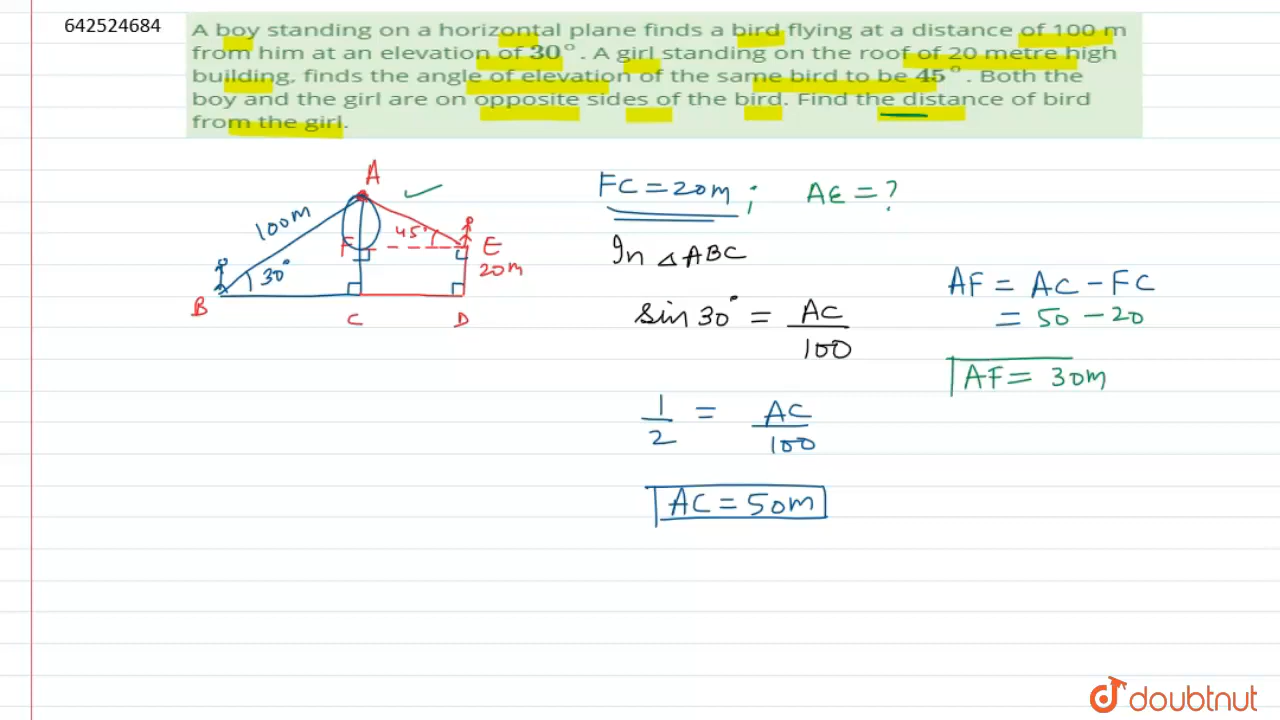 642524684
A boy standing on a horizontal plane finds a bird flying at a distance of 100 m
from him at an elevation of 30°. A girl standing on the roof of 20 metre high
building, finds the angle of elevation of the same bird to be 45°. Both the
boy and the girl are on opposite sides of the bird. Find the distance of bird
from the girl.
A
100m
45°
F
E
30°
20m
B
C
D
FC = 20m ; AE = ?
In △ABC
sin 30° = AC/100
1/2 = AC/100
AC = 50m
AF = AC - FC
= 50 - 20
AF = 30m
doubtnut